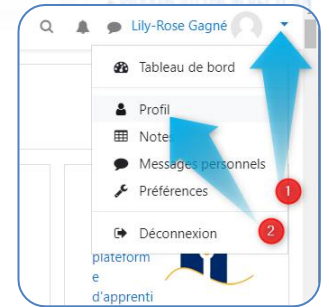 Lily-Rose Gagné
Tableau de bord
Profil
Notes
Messages personnels
Préférences
1
Déconnexion
2
plateform
e
d'apprenti